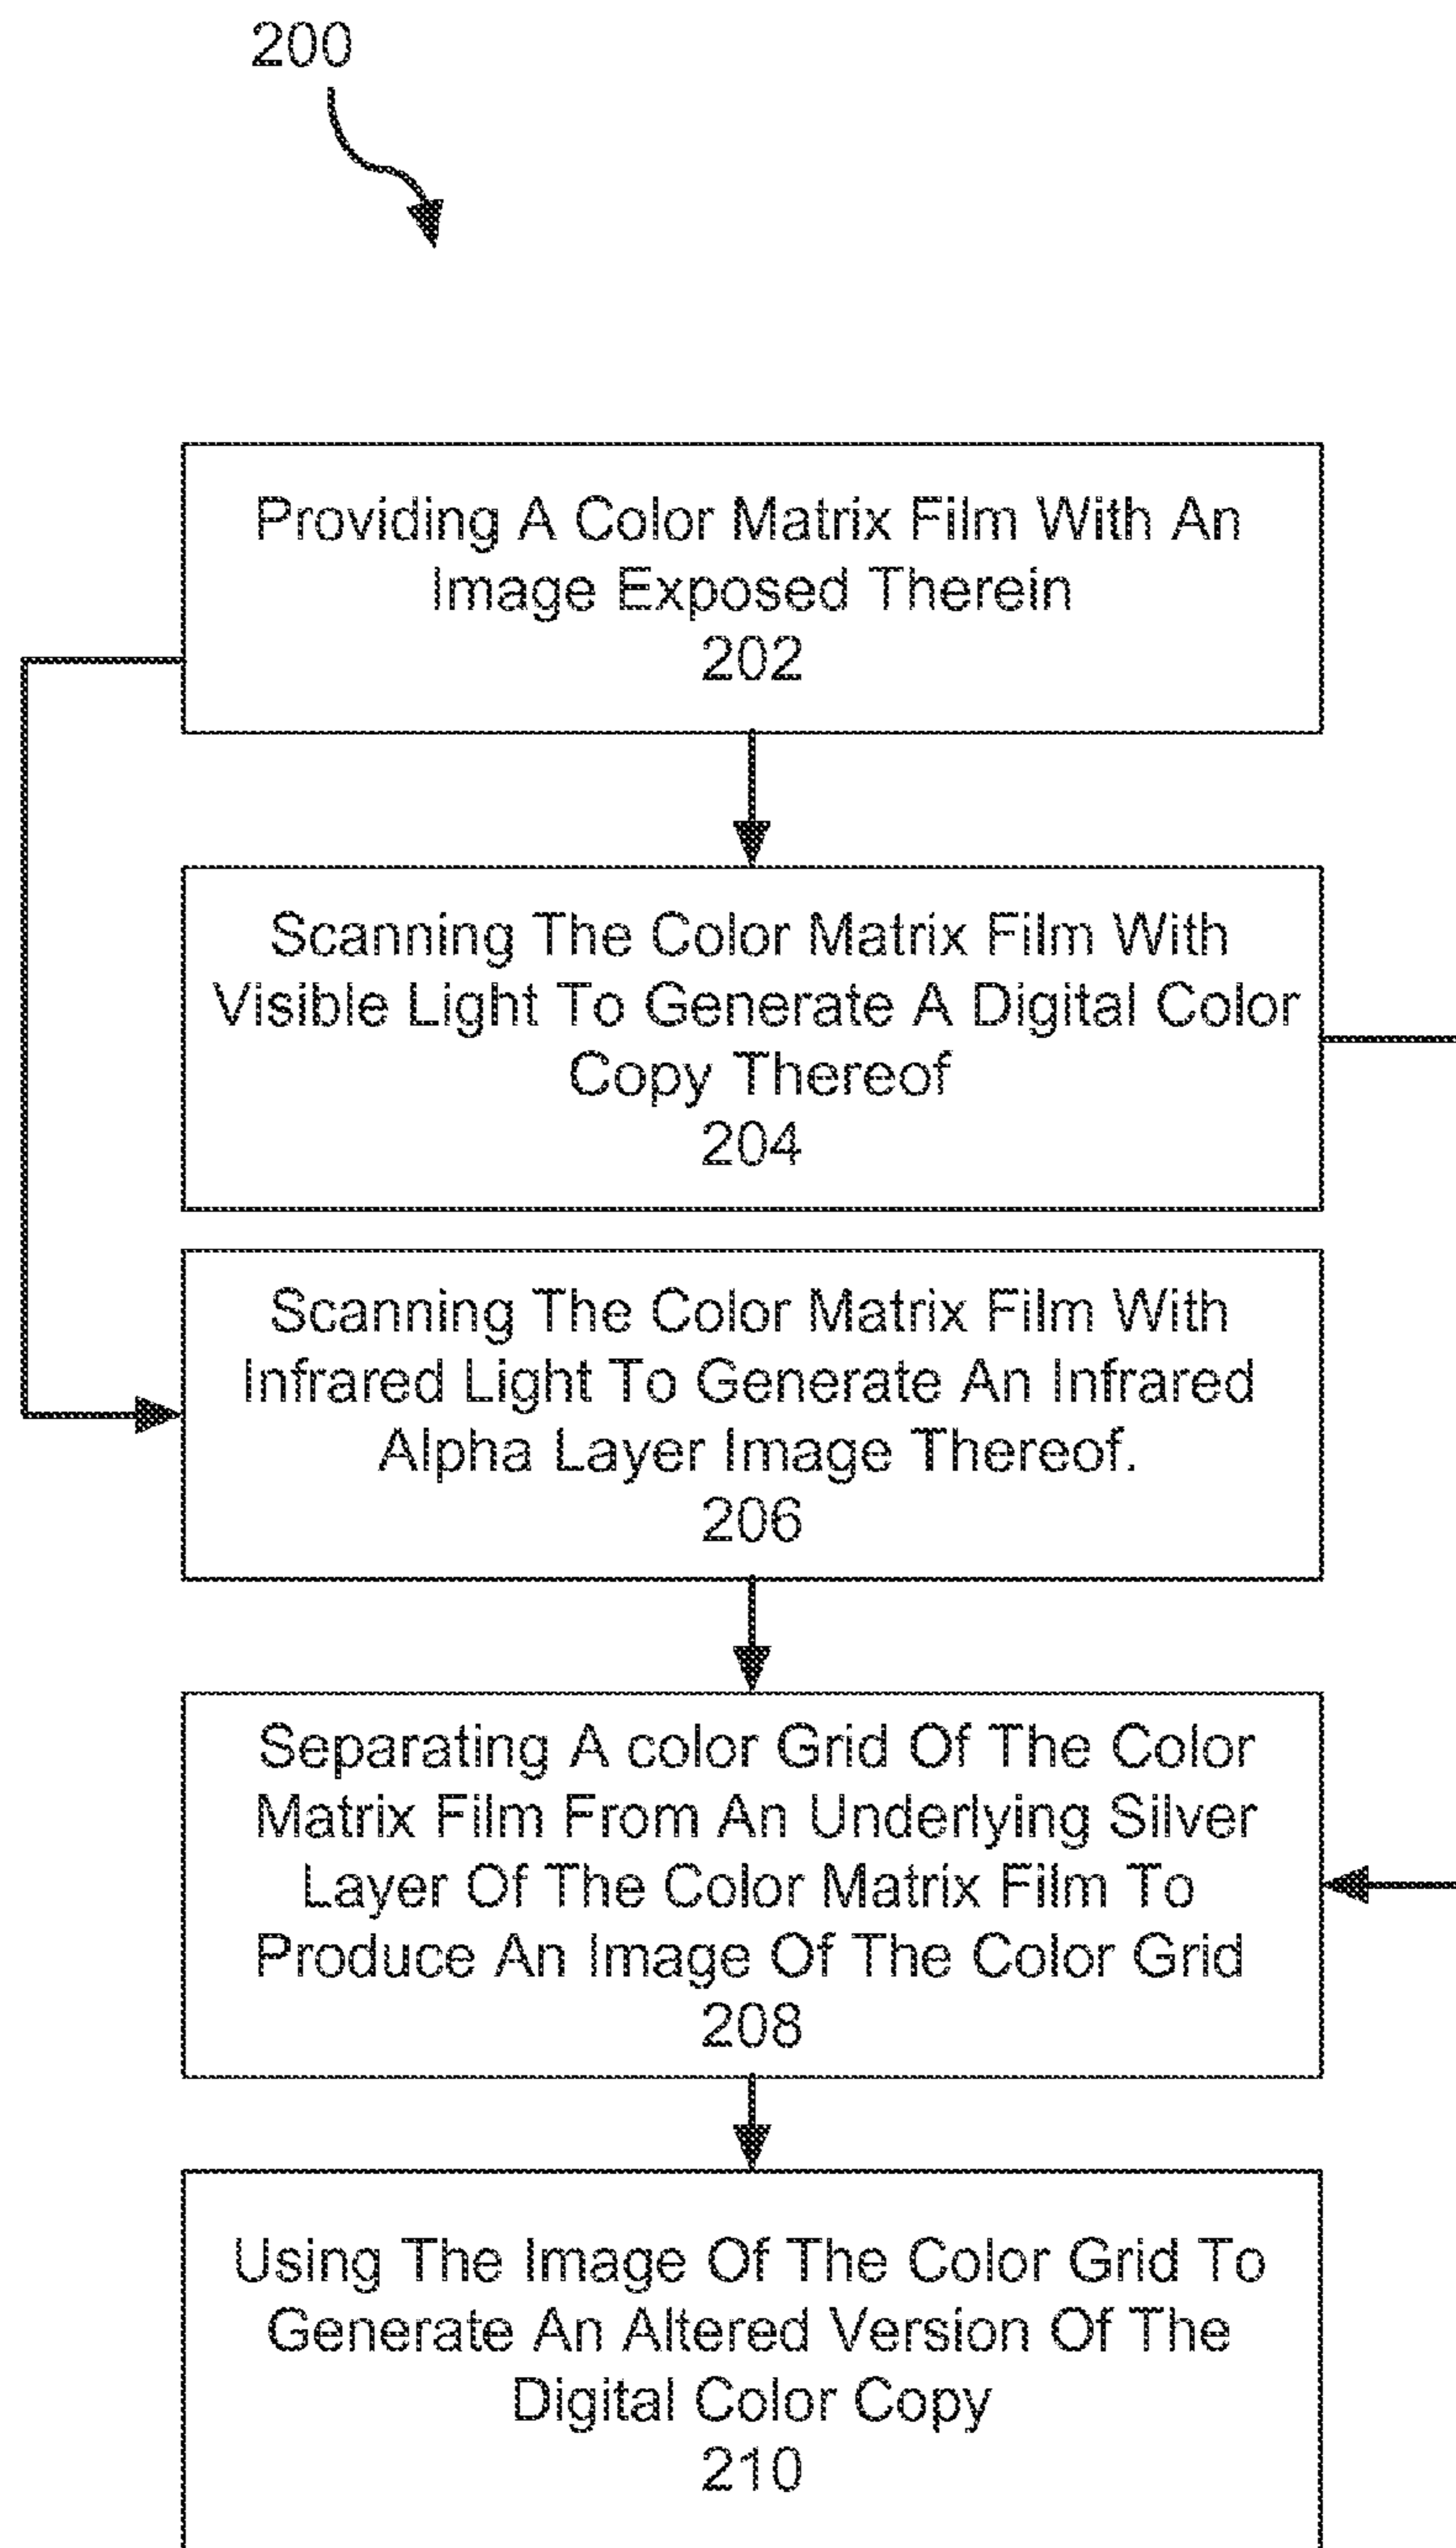 200
Providing A Color Matrix Film With An
Image Exposed Therein
202
Scanning The Color Matrix Film With
Visible Light To Generate A Digital Color
Copy Thereof
204
Scanning The Color Matrix Film With
Infrared Light To Generate An Infrared
Alpha Layer Image Thereof.
206
Separating A color Grid Of The Color
Matrix Film From An Underlying Silver
Layer Of The Color Matrix Film To
Produce An Image Of The Color Grid
208
Using The Image Of The Color Grid To
Generate An Altered Version Of The
Digital Color Copy
210